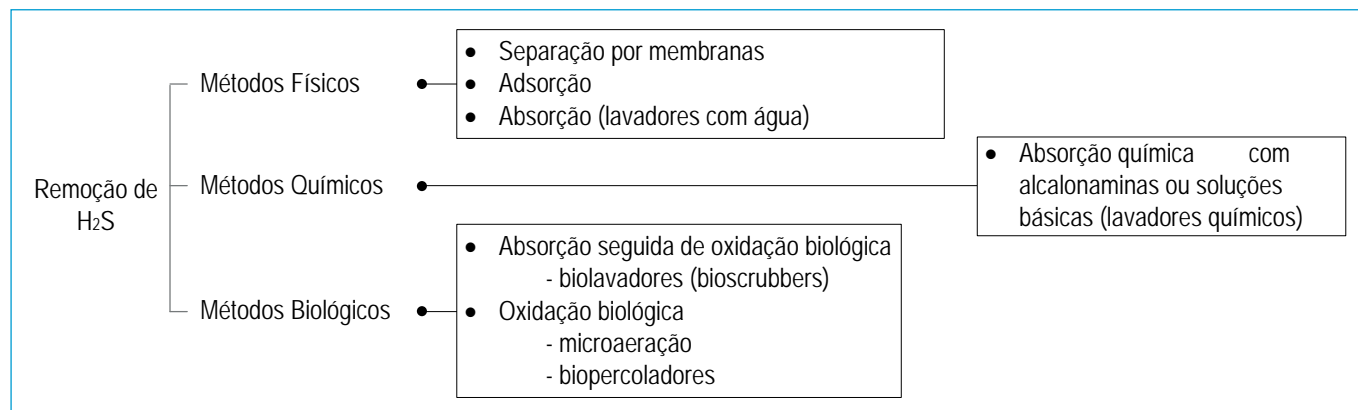 Remoção de
H2S
Métodos Físicos
• Separação por membranas
• Adsorção
• Absorção (lavadores com água)
Métodos Químicos
• Absorção química com
alcalonaminas ou soluções
básicas (lavadores químicos)
Métodos Biológicos
• Absorção seguida de oxidação biológica
- biolavadores (bioscrubbers)
• Oxidação biológica
- microaeração
- biopercoladores